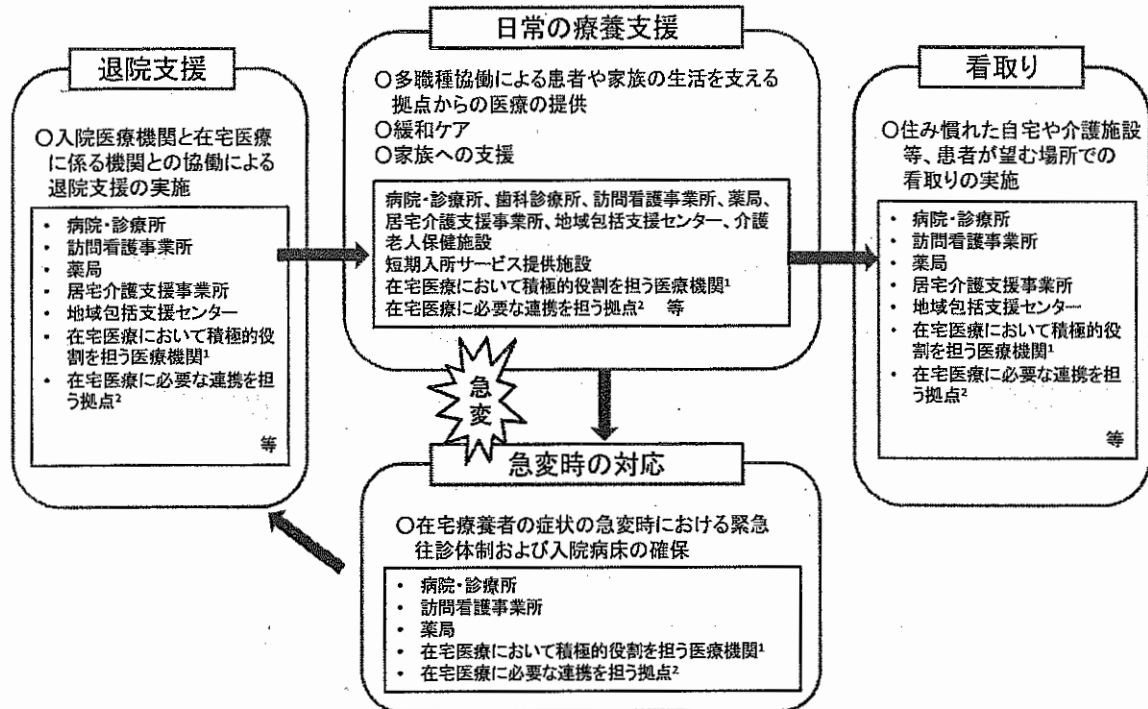 退院支援
○入院医療機関と在宅医療
に係る機関との協働による
退院支援の実施
・ 病院・診療所
・ 訪問看護事業所
・ 薬局
・ 居宅介護支援事業所
・ 地域包括支援センター
・ 在宅医療において積極的役
割を担う医療機関¹
・ 在宅医療に必要な連携を担
う拠点²
等
日常の療養支援
○多職種協働による患者や家族の生活を支える
拠点からの医療の提供
○緩和ケア
○家族への支援
病院・診療所、歯科診療所、訪問看護事業所、薬局、
居宅介護支援事業所、地域包括支援センター、介護
老人保健施設
短期入所サービス提供施設
在宅医療において積極的役割を担う医療機関¹
在宅医療に必要な連携を担う拠点² 等
急変
急変時の対応
○在宅療養者の症状の急変時における緊急
往診体制および入院病床の確保
・ 病院・診療所
・ 訪問看護事業所
・ 薬局
・ 在宅医療において積極的役割を担う医療機関¹
・ 在宅医療に必要な連携を担う拠点²
看取り
○住み慣れた自宅や介護施設
等、患者が望む場所での
看取りの実施
・ 病院・診療所
・ 訪問看護事業所
・ 薬局
・ 居宅介護支援事業所
・ 地域包括支援センター
・ 在宅医療において積極的役
割を担う医療機関¹
・ 在宅医療に必要な連携を担
う拠点²
等